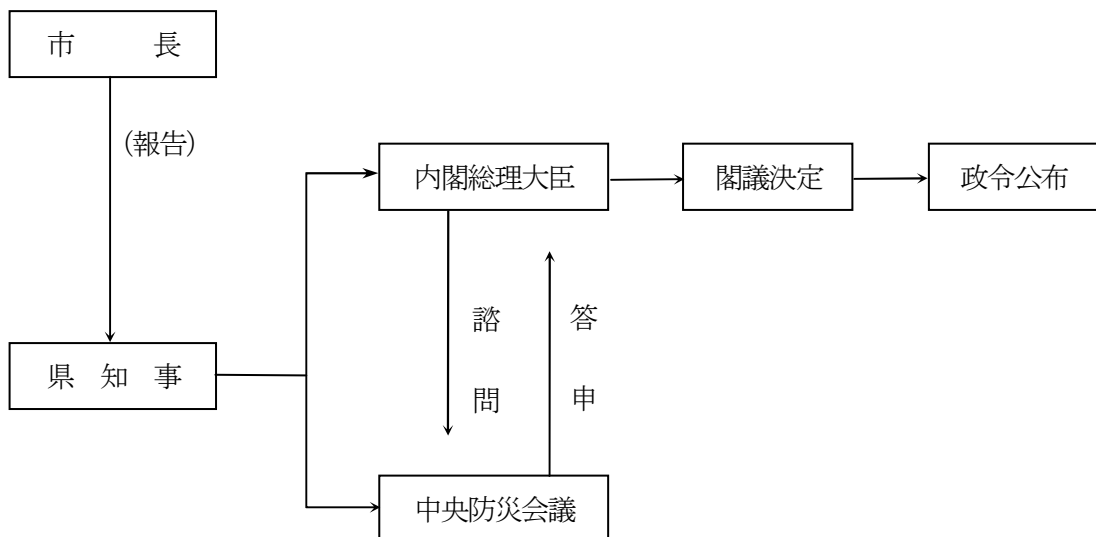 市長
(報告)
内閣総理大臣
閣議決定
政令公布
諮問
答申
県知事
中央防災会議